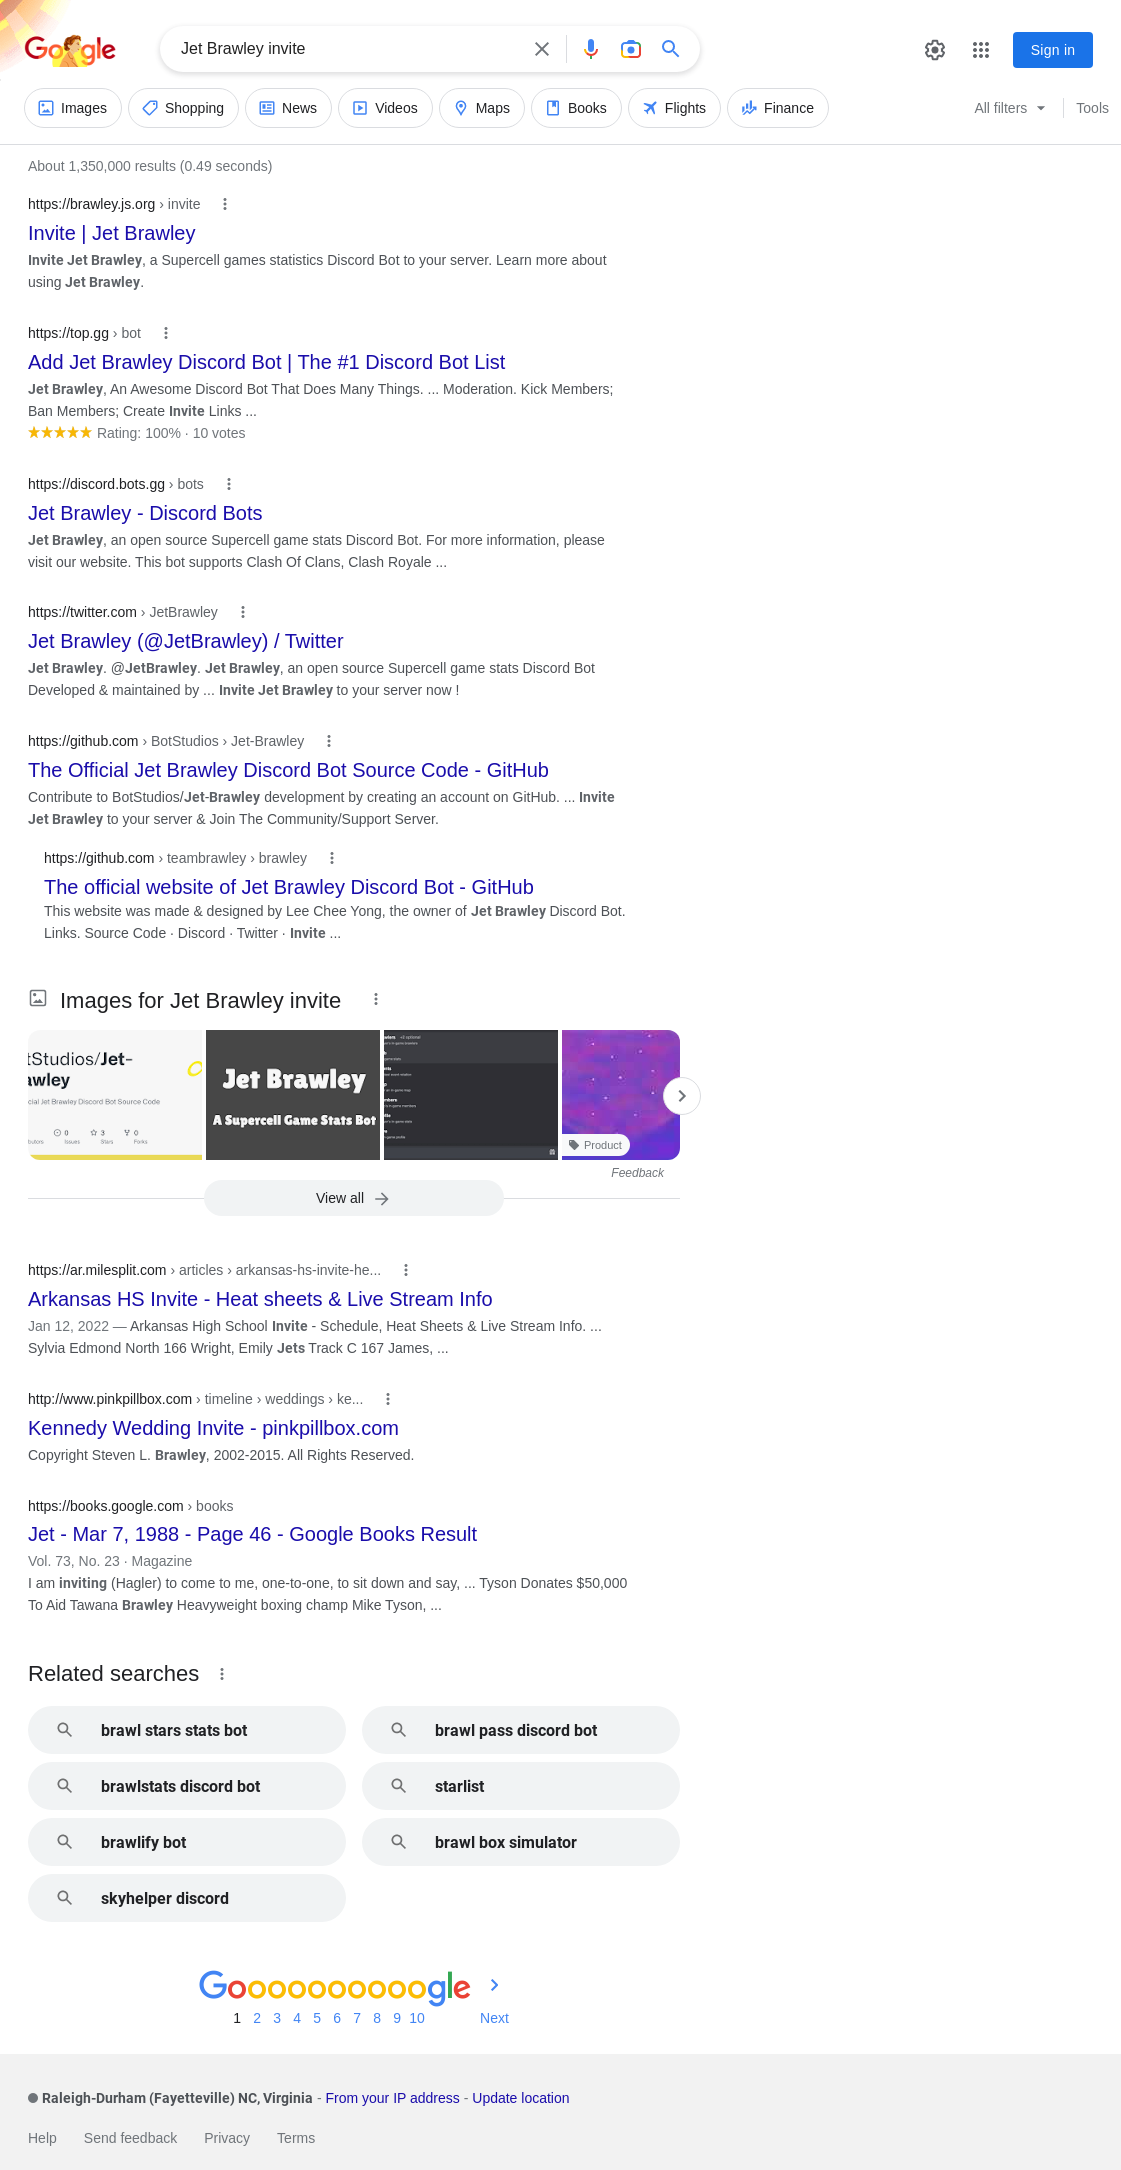 Google
Jet Brawley invite
Sign in
Images
Shopping
News
Videos
Maps
Books
Flights
Finance
All filters
Tools
About 1,350,000 results (0.49 seconds)
https://brawley.js.org › invite
Invite | Jet Brawley
Invite Jet Brawley, a Supercell games statistics Discord Bot to your server. Learn more about
using Jet Brawley.
https://top.gg › bot
Add Jet Brawley Discord Bot | The #1 Discord Bot List
Jet Brawley, An Awesome Discord Bot That Does Many Things. ... Moderation. Kick Members;
Ban Members; Create Invite Links ...
Rating: 100% · 10 votes
https://discord.bots.gg › bots
Jet Brawley - Discord Bots
Jet Brawley, an open source Supercell game stats Discord Bot. For more information, please
visit our website. This bot supports Clash Of Clans, Clash Royale ...
https://twitter.com › JetBrawley
Jet Brawley (@JetBrawley) / Twitter
Jet Brawley. @JetBrawley. Jet Brawley, an open source Supercell game stats Discord Bot
Developed & maintained by ... Invite Jet Brawley to your server now !
https://github.com › BotStudios › Jet-Brawley
The Official Jet Brawley Discord Bot Source Code - GitHub
Contribute to BotStudios/Jet-Brawley development by creating an account on GitHub. ... Invite
Jet Brawley to your server & Join The Community/Support Server.
https://github.com › teambrawley › brawley
The official website of Jet Brawley Discord Bot - GitHub
This website was made & designed by Lee Chee Yong, the owner of Jet Brawley Discord Bot.
Links. Source Code · Discord · Twitter · Invite ...
Images for Jet Brawley invite
tStudios/Jet-
awley
cial Jet Brawley Discord Bot Source Code
0 3 0
butors Issues Stars Forks
Jet Brawley
A Supercell Game Stats Bot
Product
Feedback
View all
https://ar.milesplit.com › articles › arkansas-hs-invite-he...
Arkansas HS Invite - Heat sheets & Live Stream Info
Jan 12, 2022 — Arkansas High School Invite - Schedule, Heat Sheets & Live Stream Info. ...
Sylvia Edmond North 166 Wright, Emily Jets Track C 167 James, ...
http://www.pinkpillbox.com › timeline › weddings › ke...
Kennedy Wedding Invite - pinkpillbox.com
Copyright Steven L. Brawley, 2002-2015. All Rights Reserved.
https://books.google.com › books
Jet - Mar 7, 1988 - Page 46 - Google Books Result
Vol. 73, No. 23 · Magazine
I am inviting (Hagler) to come to me, one-to-one, to sit down and say, ... Tyson Donates $50,000
To Aid Tawana Brawley Heavyweight boxing champ Mike Tyson, ...
Related searches
brawl stars stats bot
brawl pass discord bot
brawlstats discord bot
starlist
brawlify bot
brawl box simulator
skyhelper discord
Goooooooooogle
1 2 3 4 5 6 7 8 9 10 Next
Raleigh-Durham (Fayetteville) NC, Virginia - From your IP address - Update location
Help Send feedback Privacy Terms